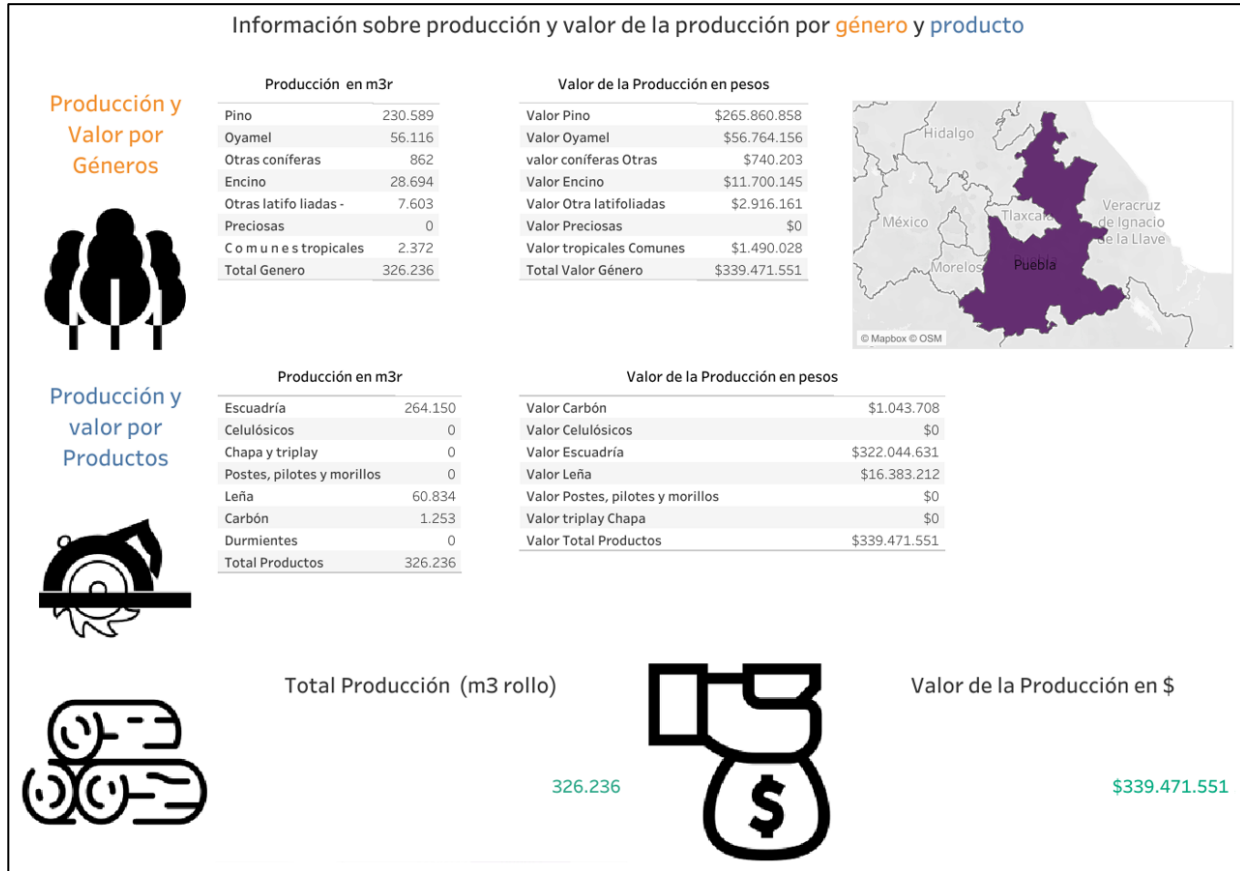 Información sobre producción y valor de la producción por género y producto
Producción y
Valor por
Géneros
Producción en m3r
Pino 230.589
Oyamel 56.116
Otras coníferas 862
Encino 28.694
Otras latifo liadas - 7.603
Preciosas 0
C o m u n e s tropicales 2.372
Total Genero 326.236
Valor de la Producción en pesos
Valor Pino $265.860.858
Valor Oyamel $56.764.156
valor coníferas Otras $740.203
Valor Encino $11.700.145
Valor Otra latifoliadas $2.916.161
Valor Preciosas $0
Valor tropicales Comunes $1.490.028
Total Valor Género $339.471.551
Hidalgo
México
Tlaxcala
Morelos
Puebla
Veracruz
de Ignacio
de la Llave
© Mapbox © OSM
Producción y
valor por
Productos
Producción en m3r
Escuadría 264.150
Celulósicos 0
Chapa y triplay 0
Postes, pilotes y morillos 0
Leña 60.834
Carbón 1.253
Durmientes 0
Total Productos 326.236
Valor de la Producción en pesos
Valor Carbón $1.043.708
Valor Celulósicos $0
Valor Escuadría $322.044.631
Valor Leña $16.383.212
Valor Postes, pilotes y morillos $0
Valor triplay Chapa $0
Valor Total Productos $339.471.551
Total Producción (m3 rollo)
326.236
$
Valor de la Producción en $
$339.471.551